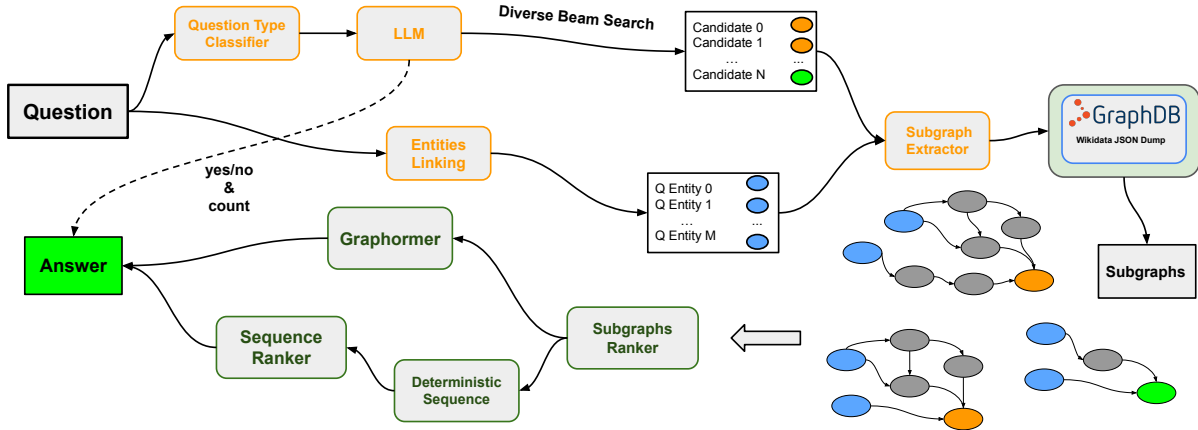 Diverse Beam Search
Question Type
Classifier
LLM
Candidate 0
Candidate 1
...
...
Candidate N
Question
Entities
Linking
Subgraph
Extractor
GraphDB
Wikidata JSON Dump
yes/no
&
count
Q Entity 0
Q Entity 1
...
...
Q Entity M
Answer
Graphormer
Subgraphs
Sequence
Ranker
Subgraphs
Ranker
Deterministic
Sequence